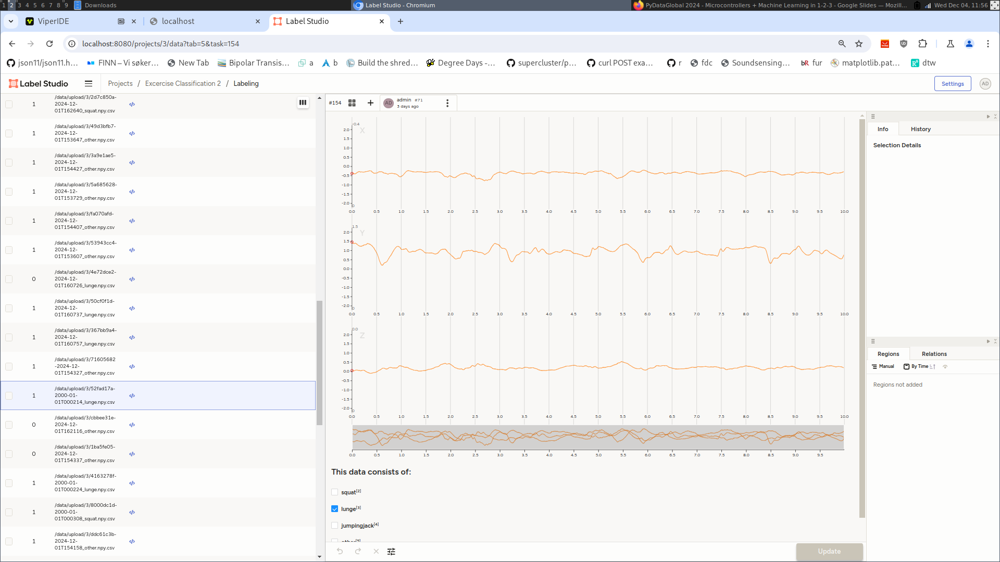 1 2 3 4 5 6 7 8 9 Downloads Label Studio - Chromium PyDataGlobal 2024 - Microcontrollers + Machine Learning in 1-2-3 - Google Slides — Mozill... Wed Dec 04, 11:56
ViperIDE localhost Label Studio
localhost:8080/projects/3/data?tab=5&task=154
json11/json11.h... FINN – Vi søker... New Tab Bipolar Transis... a b Build the shred... Degree Days -... supercluster/p... curl POST exa... r fdc Soundsensing... bR fur matplotlib.pat... dtw
Label Studio Projects / Excercise Classification 2 / Labeling Settings AD
/data/upload/3/2d7c850a-
1 2024-12-
01T162640_squat.npy.csv
/data/upload/3/49d3bfb7-
1 2024-12-
01T153647_other.npy.csv
/data/upload/3/3a9e1ae5-
1 2024-12-
01T154427_other.npy.csv
/data/upload/3/5a685628-
1 2024-12-
01T153729_other.npy.csv
/data/upload/3/fa070afd-
1 2024-12-
01T154407_other.npy.csv
/data/upload/3/53943cc4-
1 2024-12-
01T153607_other.npy.csv
/data/upload/3/4e72dce2-
0 2024-12-
01T160726_lunge.npy.csv
/data/upload/3/50cf0f1d-
1 2024-12-
01T160737_lunge.npy.csv
/data/upload/3/367bb9a4-
1 2024-12-
01T160757_lunge.npy.csv
/data/upload/3/71605682
1 -2024-12-
01T154327_other.npy.csv
/data/upload/3/52fad17a-
1 2000-01-
01T000214_lunge.npy.csv
/data/upload/3/cbbee31e-
0 2024-12-
01T162116_other.npy.csv
/data/upload/3/1ba5fe05-
0 2024-12-
01T154337_other.npy.csv
/data/upload/3/4163278f-
1 2000-01-
01T000224_lunge.npy.csv
/data/upload/3/8000dc1d-
1 2000-01-
01T000308_squat.npy.csv
/data/upload/3/ddc61c3b-
1 2024-12-
01T154158_other.npy.csv
#154 AD admin #71
3 days ago
-0.4
X
2.0
1.5
1.0
0.5
0.0
-0.5
-1.0
-1.5
-2.0
0
0.0 0.5 1.0 1.5 2.0 2.5 3.0 3.5 4.0 4.5 5.0 5.5 6.0 6.5 7.0 7.5 8.0 8.5 9.0 9.5 10.0
1.5
Y
2.0
1.5
1.0
0.5
0.0
-0.5
-1.0
-1.5
-2.0
0
0.0 0.5 1.0 1.5 2.0 2.5 3.0 3.5 4.0 4.5 5.0 5.5 6.0 6.5 7.0 7.5 8.0 8.5 9.0 9.5 10.0
0.0
Z
2.0
1.5
1.0
0.5
0.0
-0.5
-1.0
-1.5
-2.0
0
0.0 0.5 1.0 1.5 2.0 2.5 3.0 3.5 4.0 4.5 5.0 5.5 6.0 6.5 7.0 7.5 8.0 8.5 9.0 9.5 10.0
0.0 0.5 1.0 1.5 2.0 2.5 3.0 3.5 4.0 4.5 5.0 5.5 6.0 6.5 7.0 7.5 8.0 8.5 9.0 9.5
This data consists of:
squat[2]
lunge[3]
jumpingjack[4]
other[5]
Update
Info History
Selection Details
Regions Relations
Manual By Time
Regions not added